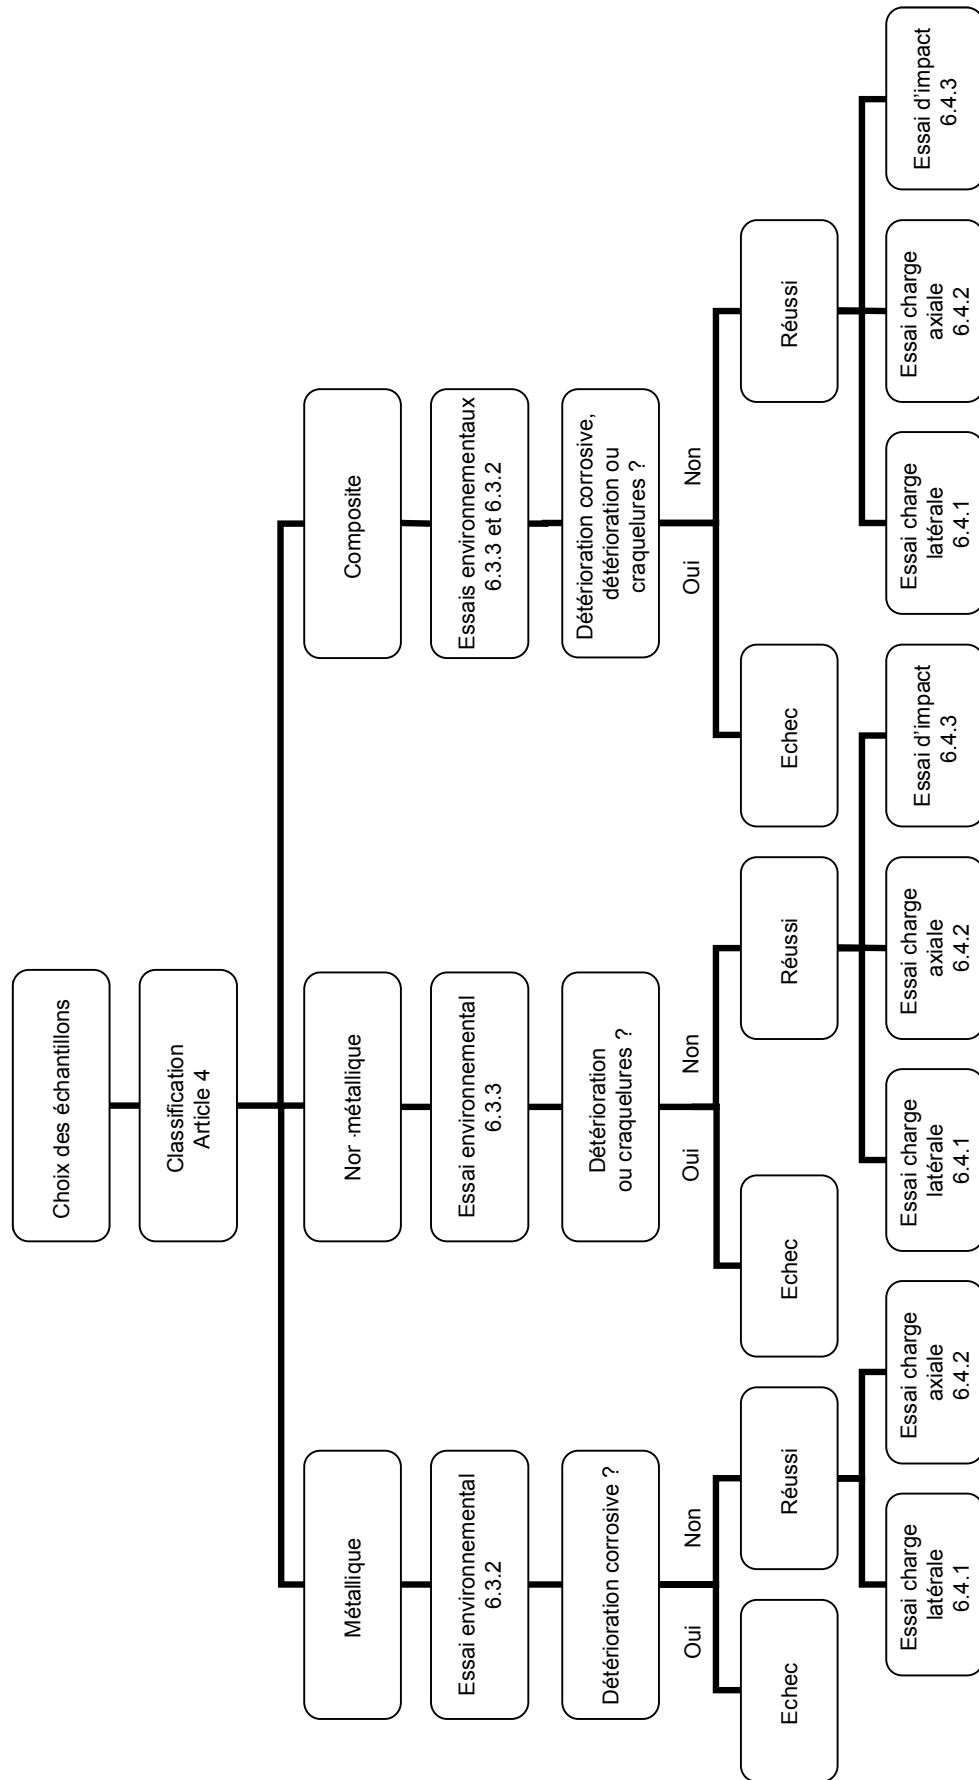 Choix des échantillons
Classification
Article 4
Métallique
Nor -métallique
Composite
Essai environnemental
6.3.2
Essai environnemental
6.3.3
Essais environnementaux
6.3.3 et 6.3.2
Détérioration corrosive ?
Détérioration
ou craquelures ?
Détérioration corrosive,
détérioration ou
craquelures ?
Oui
Non
Oui
Non
Oui
Non
Echec
Réussi
Echec
Réussi
Echec
Réussi
Essai charge
latérale
6.4.1
Essai charge
axiale
6.4.2
Essai charge
latérale
6.4.1
Essai charge
axiale
6.4.2
Essai d'impact
6.4.3
Essai charge
latérale
6.4.1
Essai charge
axiale
6.4.2
Essai d'impact
6.4.3